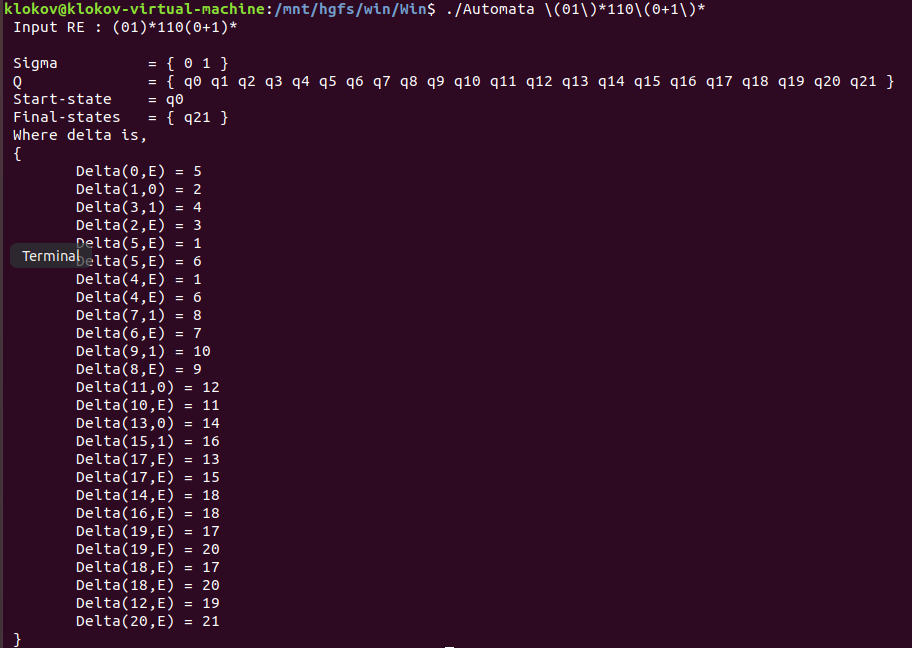 klokov@klokov-virtual-machine:/mnt/hgfs/win/Win$ ./Automata \(01\)*110\(0+1\)*
Input RE : (01)*110(0+1)*
Sigma = { 0 1 }
Q = { q0 q1 q2 q3 q4 q5 q6 q7 q8 q9 q10 q11 q12 q13 q14 q15 q16 q17 q18 q19 q20 q21 }
Start-state = q0
Final-states = { q21 }
Where delta is,
{
Delta(0,E) = 5
Delta(1,0) = 2
Delta(3,1) = 4
Delta(2,E) = 3
Delta(5,E) = 1
Terminal
Delta(5,E) = 6
Delta(4,E) = 1
Delta(4,E) = 6
Delta(7,1) = 8
Delta(6,E) = 7
Delta(9,1) = 10
Delta(8,E) = 9
Delta(11,0) = 12
Delta(10,E) = 11
Delta(13,0) = 14
Delta(15,1) = 16
Delta(17,E) = 13
Delta(17,E) = 15
Delta(14,E) = 18
Delta(16,E) = 18
Delta(19,E) = 17
Delta(19,E) = 20
Delta(18,E) = 17
Delta(18,E) = 20
Delta(12,E) = 19
Delta(20,E) = 21
}